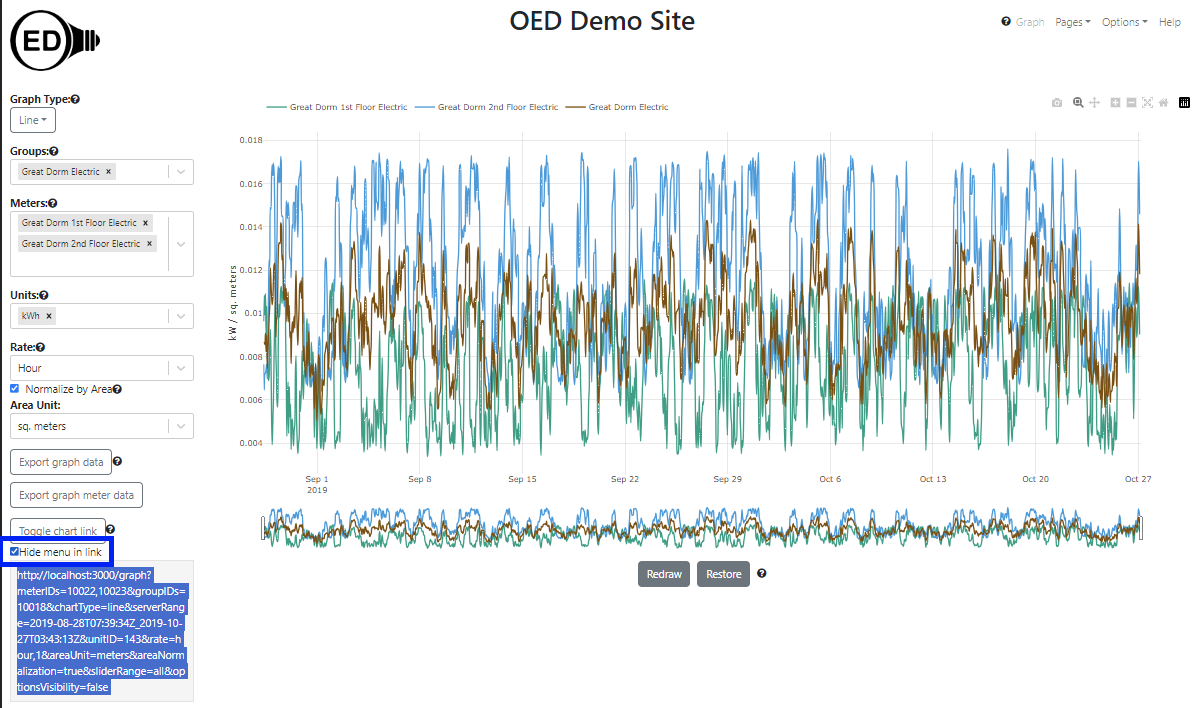 ED
OED Demo Site
Graph Pages Options Help
Graph Type:
Line
Groups:
Great Dorm Electric ×
Meters:
Great Dorm 1st Floor Electric ×
Great Dorm 2nd Floor Electric ×
Units:
kWh ×
Rate:
Hour
Normalize by Area
Area Unit:
sq. meters
Export graph data
Export graph meter data
Toggle chart link
Hide menu in link
http://localhost:3000/graph?
meterIDs=10022,10023&groupIDs=
10018&chartType=line&serverRang
e=2019-08-28T07:39:34Z_2019-10-
27T03:43:13Z&unitID=143&rate=h
our,1&areaUnit=meters&areaNorm
alization=true&sliderRange=all&op
tionsVisibility=false
Great Dorm 1st Floor Electric Great Dorm 2nd Floor Electric Great Dorm Electric
kW / sq. meters
0.018
0.016
0.014
0.012
0.01
0.008
0.006
0.004
Sep 1 Sep 8 Sep 15 Sep 22 Sep 29 Oct 6 Oct 13 Oct 20 Oct 27
2019
Redraw Restore